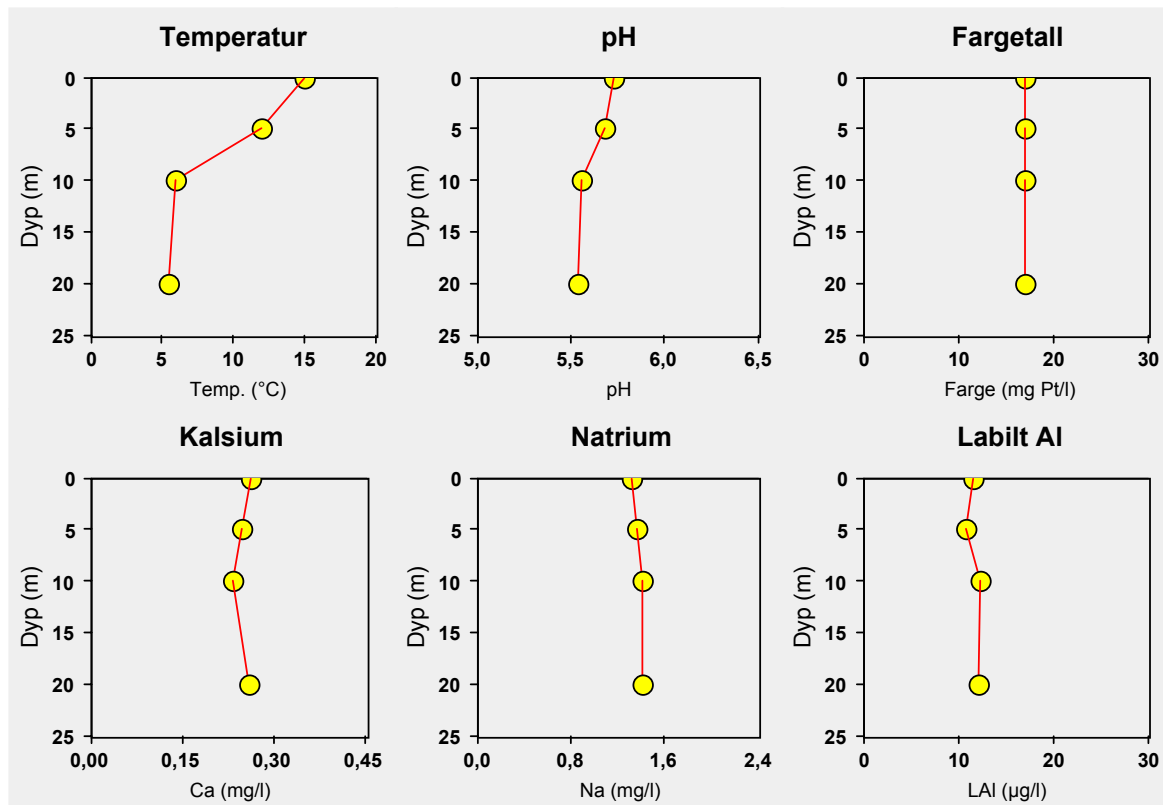 Temperatur
0
5
10
15
20
25
Dyp (m)
0 5 10 15 20
Temp. (°C)
pH
0
5
10
15
20
25
Dyp (m)
5,0 5,5 6,0 6,5
pH
Fargetall
0
5
10
15
20
25
Dyp (m)
0 10 20 30
Farge (mg Pt/l)
Kalsium
0
5
10
15
20
25
Dyp (m)
0,00 0,15 0,30 0,45
Ca (mg/l)
Natrium
0
5
10
15
20
25
Dyp (m)
0,0 0,8 1,6 2,4
Na (mg/l)
Labilt Al
0
5
10
15
20
25
Dyp (m)
0 10 20 30
LAl (µg/l)